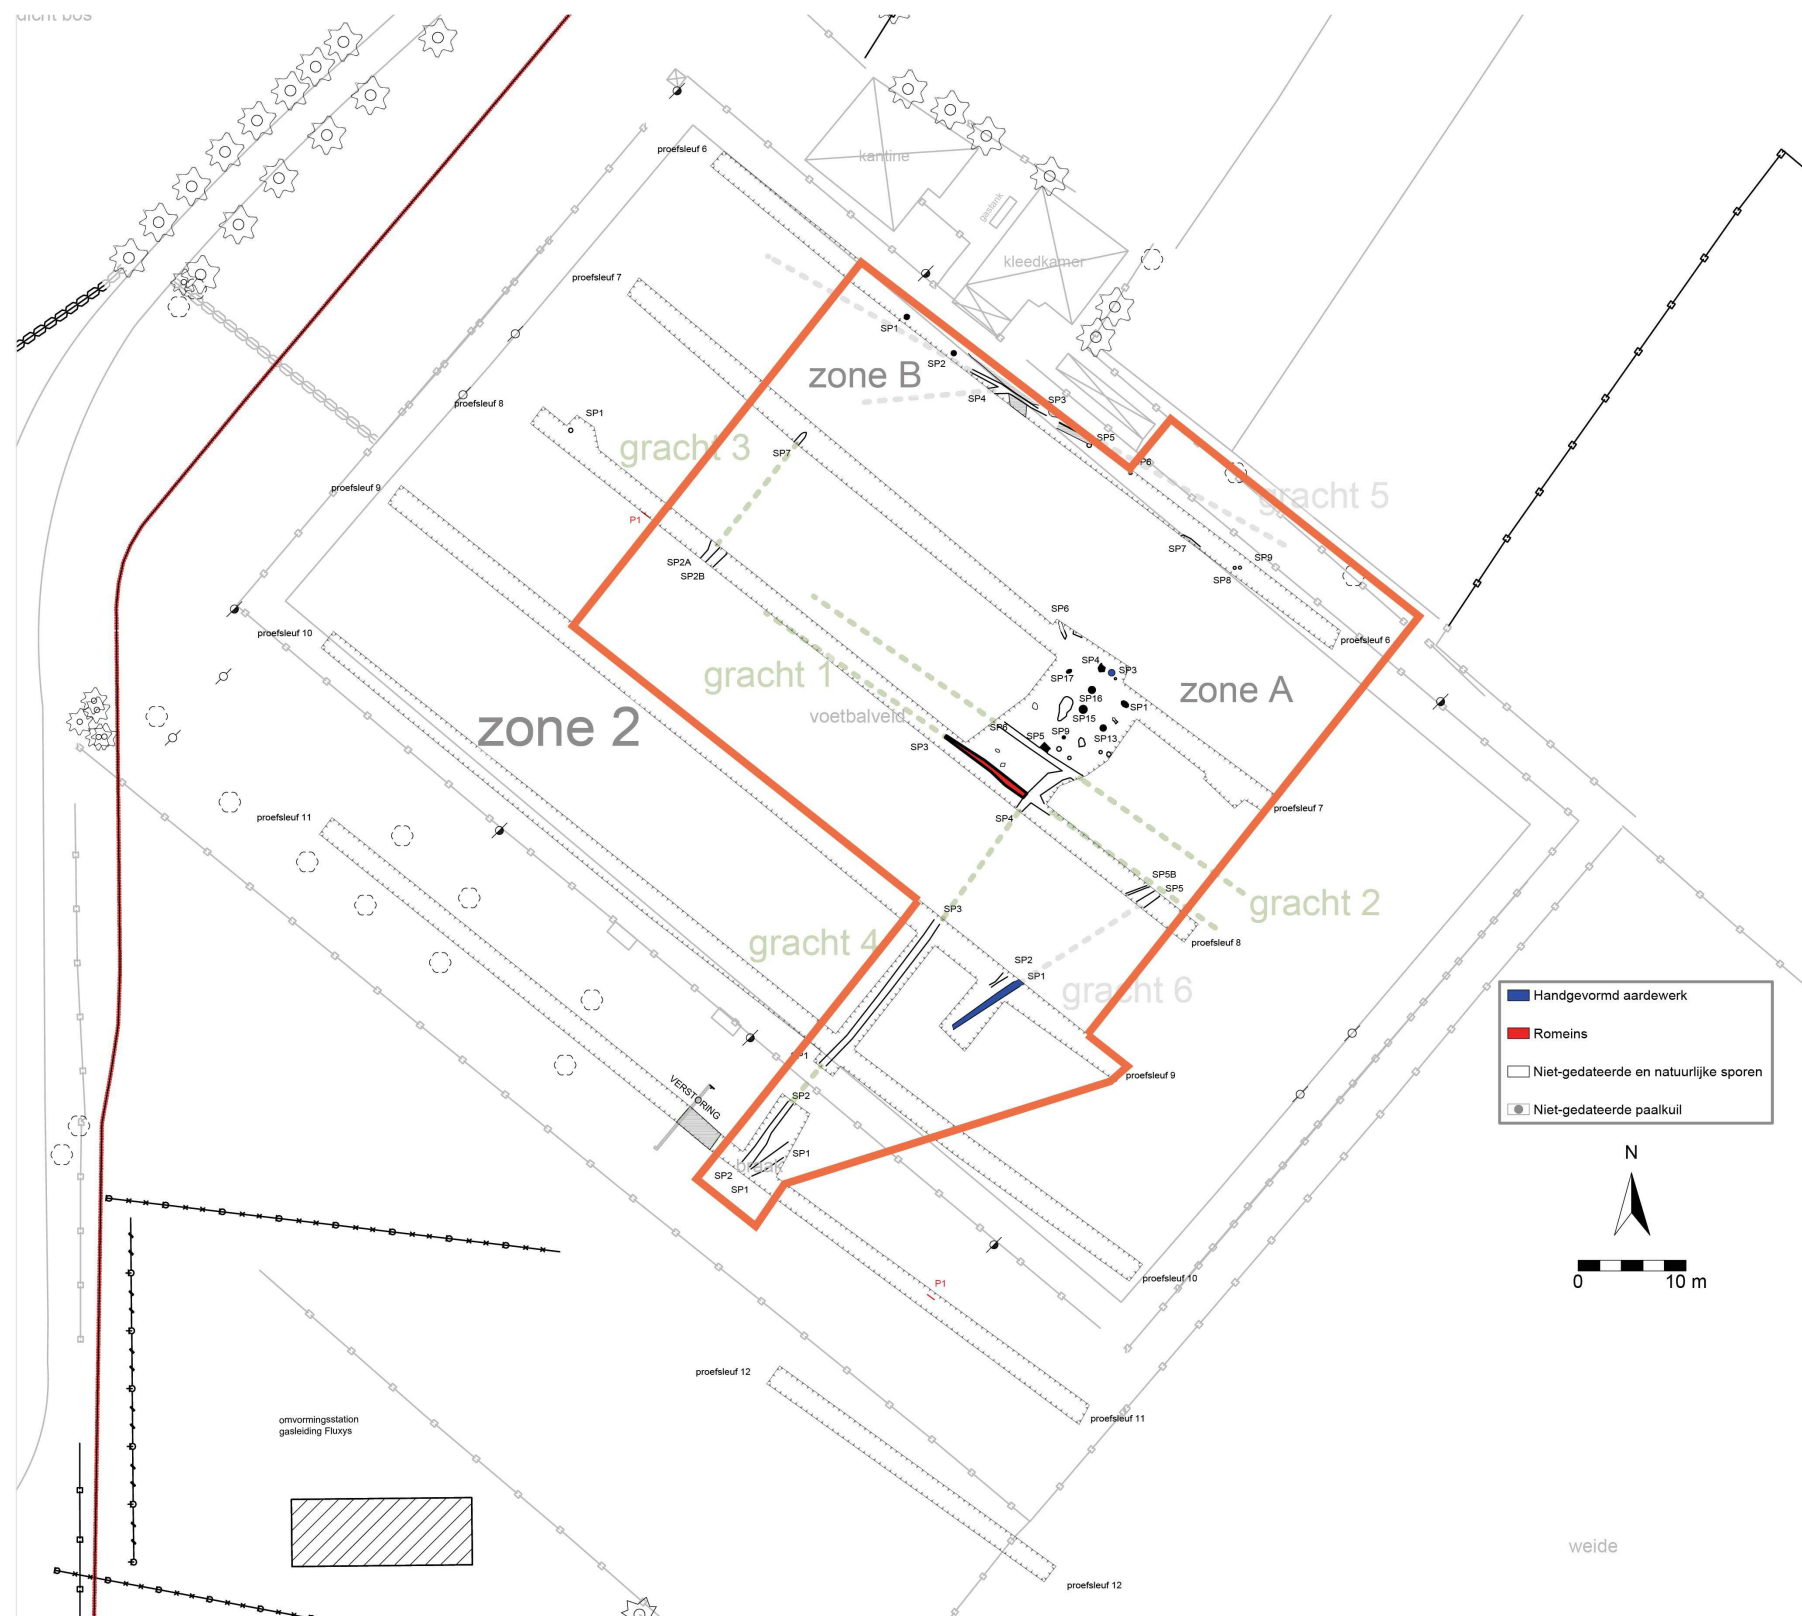 dicht bos
proefsleuf 6
kantine
gastank
kleedkamer
proefsleuf 7
SP1
SP2
zone B
SP4
SP3
proefsleuf 8
SP1
SP5
gracht 3
SP7
P6
proefsleuf 9
gracht 5
P1
SP7
SP9
SP2A
SP8
SP2B
SP6
proefsleuf 10
proefsleuf 6
SP4
SP3
gracht 1
SP17
zone A
SP16
SP1
voetbalveld
SP15
zone 2
SP6
SP9
SP13
SP3
SP5
proefsleuf 7
proefsleuf 11
SP4
SP5B
SP5
gracht 2
SP3
gracht 4
proefsleuf 8
SP2
SP1
gracht 6
Handgevormd aardewerk
Romeins
SP1
Niet-gedateerde en natuurlijke sporen
proefsleuf 9
VERSTORING
SP2
Niet-gedateerde paalkuil
SP1
break
SP2
SP1
N
P1
proefsleuf 10
0 10 m
proefsleuf 12
omvormingsstation
gasleiding Fluxys
proefsleuf 11
weide
proefsleuf 12